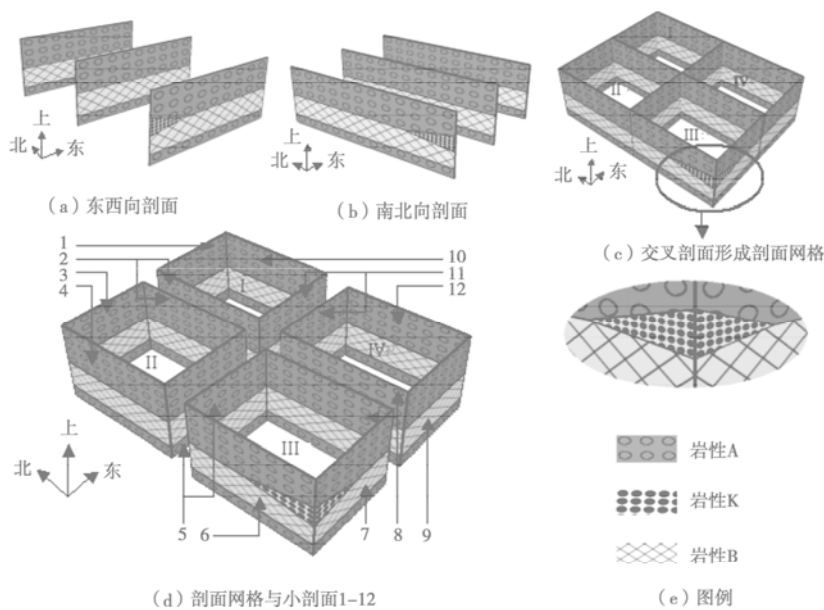 上
北
东
(a)东西向剖面
上
北
东
(b)南北向剖面
I
II
IV
III
上
北
东
(c)交叉剖面形成剖面网格
1
2
3
4
10
11
12
I
II
IV
III
上
北
东
5
6
7
8
9
(d)剖面网格与小剖面1-12
岩性A
岩性K
岩性B
(e)图例